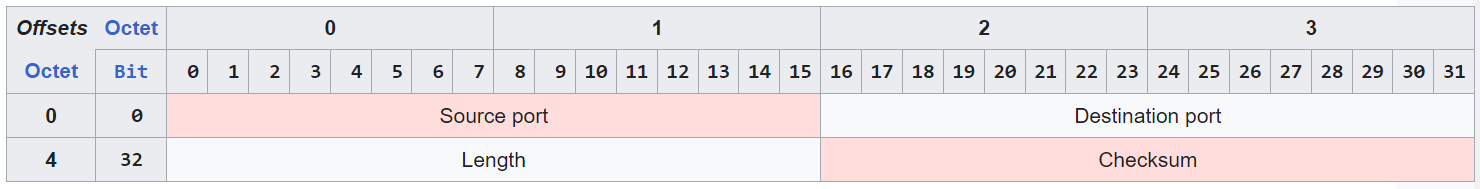 Offsets Octet 0 1 2 3
Octet Bit 0 1 2 3 4 5 6 7 8 9 10 11 12 13 14 15 16 17 18 19 20 21 22 23 24 25 26 27 28 29 30 31
0 0 Source port Destination port
4 32 Length Checksum